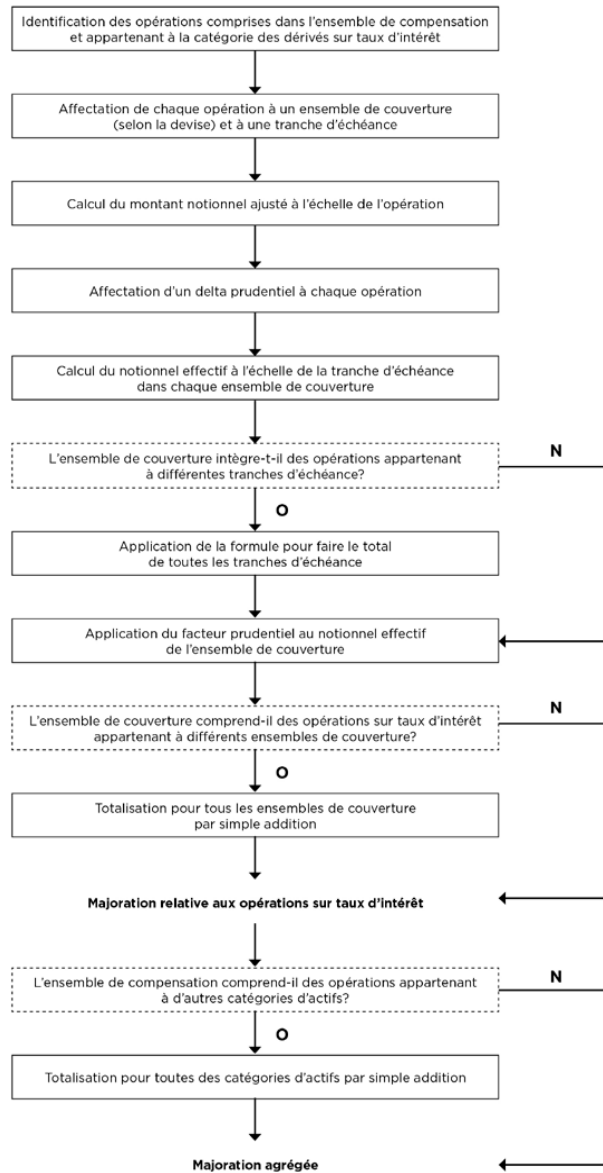 Identification des opérations comprises dans l'ensemble de compensation
et appartenant à la catégorie des dérivés sur taux d'intérêt
Affectation de chaque opération à un ensemble de couverture
(selon la devise) et à une tranche d'échéance
Calcul du montant notionnel ajusté à l'échelle de l'opération
Affectation d'un delta prudentiel à chaque opération
Calcul du notionnel effectif à l'échelle de la tranche d'échéance
dans chaque ensemble de couverture
L'ensemble de couverture intègre-t-il des opérations appartenant
à différentes tranches d'échéance?
N
O
Application de la formule pour faire le total
de toutes les tranches d'échéance
Application du facteur prudentiel au notionnel effectif
de l'ensemble de couverture
L'ensemble de couverture comprend-il des opérations sur taux d'intérêt
appartenant à différents ensembles de couverture?
N
O
Totalisation pour tous les ensembles de couverture
par simple addition
Majoration relative aux opérations sur taux d'intérêt
L'ensemble de compensation comprend-il des opérations appartenant
à d'autres catégories d'actifs?
N
O
Totalisation pour toutes des catégories d'actifs par simple addition
Majoration agrégée